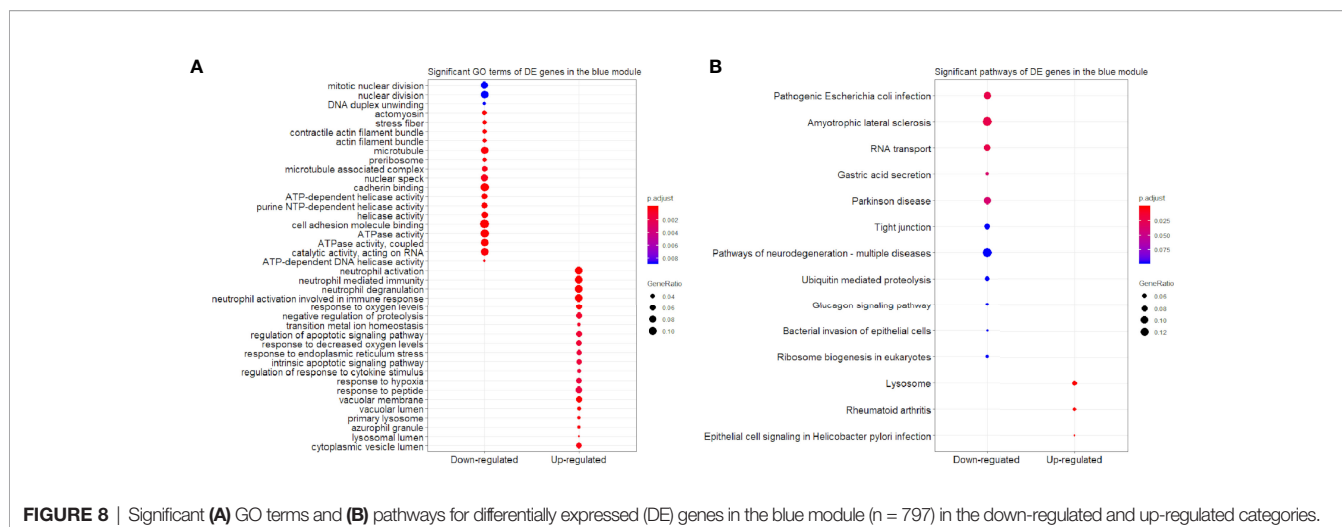 A
Significant GO terms of DE genes in the blue module
mitotic nuclear division
nuclear division
DNA duplex unwinding
actomyosin
stress fiber
contractile actin filament bundle
actin filament bundle
microtubule
preribosome
microtubule associated complex
nuclear speck
cadherin binding
ATP-dependent helicase activity
purine NTP-dependent helicase activity
helicase activity
cell adhesion molecule binding
ATPase activity
ATPase activity, coupled
catalytic activity, acting on RNA
ATP-dependent DNA helicase activity
neutrophil activation
neutrophil mediated immunity
neutrophil degranulation
neutrophil activation involved in immune response
response to oxygen levels
negative regulation of proteolysis
transition metal ion homeostasis
regulation of apoptotic signaling pathway
response to decreased oxygen levels
response to endoplasmic reticulum stress
intrinsic apoptotic signaling pathway
regulation of response to cytokine stimulus
response to hypoxia
response to peptide
vacuolar membrane
vacuolar lumen
primary lysosome
azurophil granule
lysosomal lumen
cytoplasmic vesicle lumen
Down-regulated
Up-regulated
p.adjust
0.002
0.004
0.006
0.008
GeneRatio
0.04
0.06
0.08
0.10
B
Significant pathways of DE genes in the blue module
Pathogenic Escherichia coli infection
Amyotrophic lateral sclerosis
RNA transport
Gastric acid secretion
Parkinson disease
Tight junction
Pathways of neurodegeneration - multiple diseases
Ubiquitin mediated proteolysis
Glucagon signaling pathway
Bacterial invasion of epithelial cells
Ribosome biogenesis in eukaryotes
Lysosome
Rheumatoid arthritis
Epithelial cell signaling in Helicobacter pylori infection
Down-regulated
Up-regulated
p.adjust
0.025
0.050
0.075
GeneRatio
0.06
0.08
0.10
0.12
FIGURE 8 | Significant (A) GO terms and (B) pathways for differentially expressed (DE) genes in the blue module (n = 797) in the down-regulated and up-regulated categories.